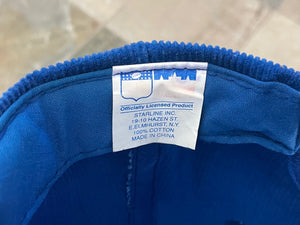 Officially Licensed Product
STARLINE INC.
19-10 HAZEN ST.
E.ELMHURST, N.Y.
100% COTTON
MADE IN CHINA